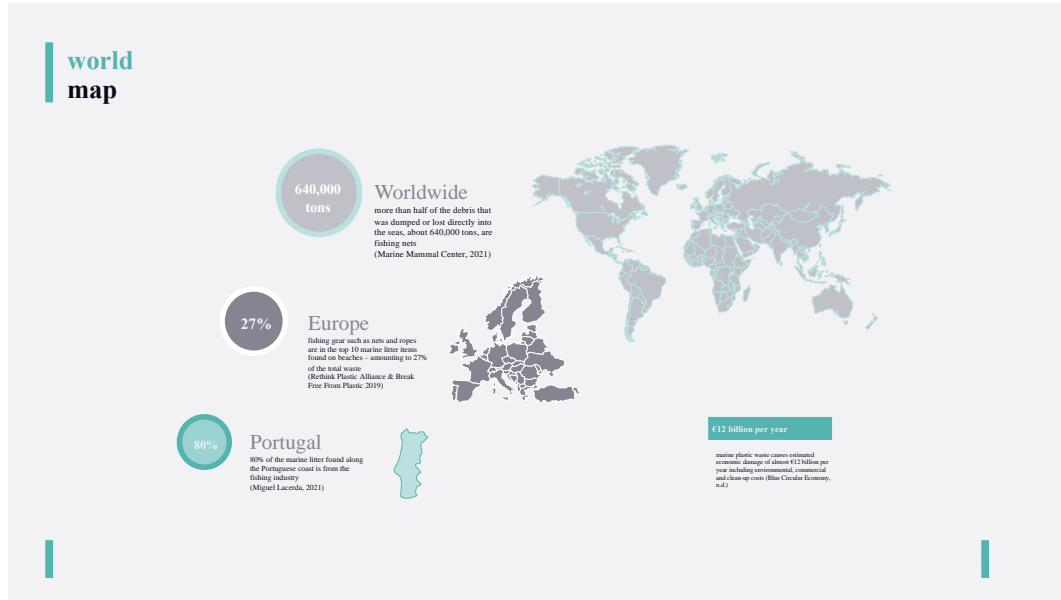 world
map
640,000
tons
Worldwide
more than half of the debris that
was dumped or lost directly into
the seas, about 640,000 tons, are
fishing nets
(Marine Mammal Center, 2021)
27%
Europe
fishing gear such as nets and ropes
are in the top 10 marine litter items
found on beaches – amounting to 27%
of the total waste
(Rethink Plastic Alliance & Break
Free From Plastic 2019)
80%
Portugal
80% of the marine litter found along
the Portuguese coast is from the
fishing industry
(Miguel Lacerda, 2021)
€12 billion per year
marine plastic waste causes estimated
economic damage of almost €12 billion per
year including environmental, commercial
and clean-up costs (Blue Circular Economy,
n.d.)